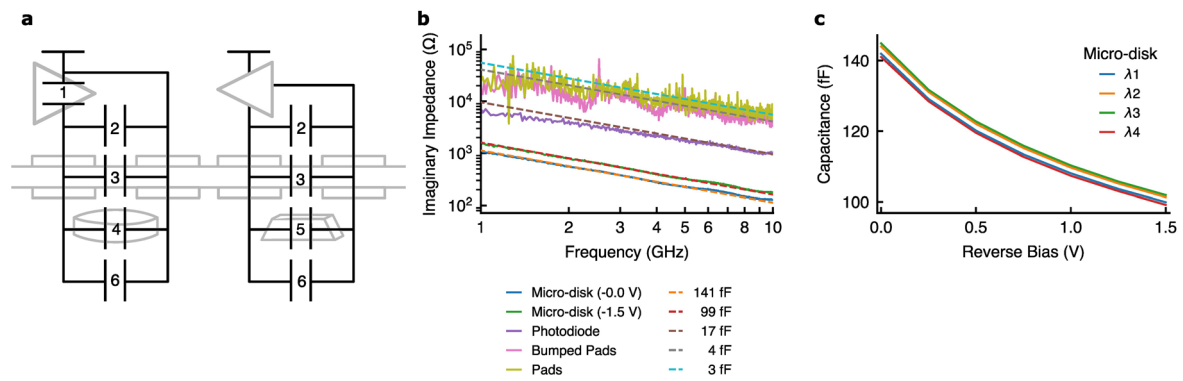 a
1
2
2
3
3
4
5
6
6
b
Imaginary Impedance (Ω)
10⁵
10⁴
10³
10²
1
2
3
4
6
8
10
Frequency (GHz)
Micro-disk (-0.0 V)
141 fF
Micro-disk (-1.5 V)
99 fF
Photodiode
17 fF
Bumped Pads
4 fF
Pads
3 fF
c
Capacitance (fF)
140
120
100
0.0
0.5
1.0
1.5
Reverse Bias (V)
Micro-disk
λ1
λ2
λ3
λ4